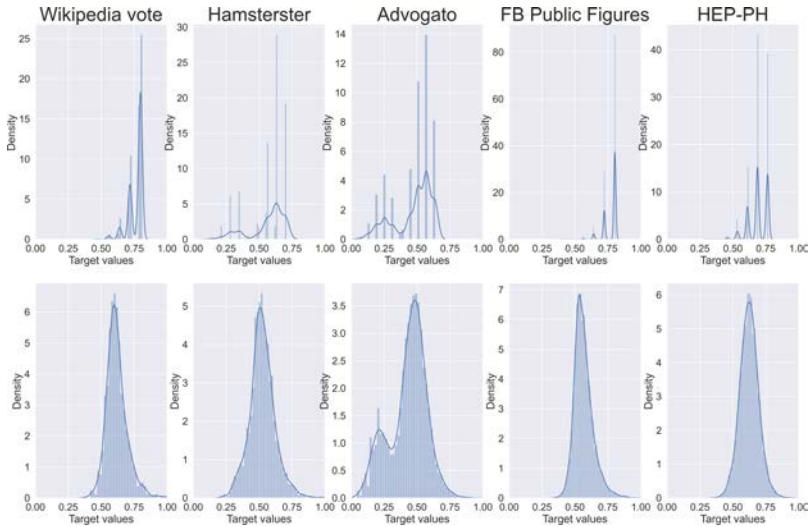 Wikipedia vote Hamsterster Advogato FB Public Figures HEP-PH
25 20 15 10 5 0
Density
0.00 0.25 0.50 0.75 1.00
Target values
30 25 20 15 10 5 0
Density
0.00 0.25 0.50 0.75 1.00
Target values
14 12 10 8 6 4 2 0
Density
0.00 0.25 0.50 0.75 1.00
Target values
80 60 40 20 0
Density
0.00 0.25 0.50 0.75 1.00
Target values
40 30 20 10 0
Density
0.00 0.25 0.50 0.75 1.00
Target values
6 5 4 3 2 1 0
Density
0.00 0.25 0.50 0.75 1.00
Target values
5 4 3 2 1 0
Density
0.00 0.25 0.50 0.75 1.00
Target values
3.5 3.0 2.5 2.0 1.5 1.0 0.5 0.0
Density
0.00 0.25 0.50 0.75 1.00
Target values
7 6 5 4 3 2 1 0
Density
0.00 0.25 0.50 0.75 1.00
Target values
6 5 4 3 2 1 0
Density
0.00 0.25 0.50 0.75 1.00
Target values